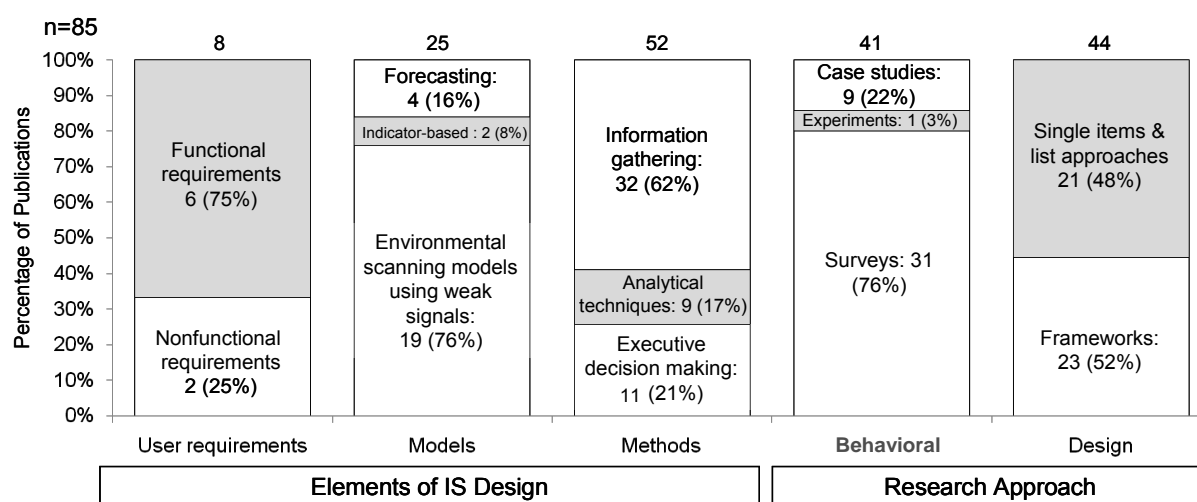 n=85
8
25
52
41
44
Percentage of Publications
100%
90%
80%
70%
60%
50%
40%
30%
20%
10%
0%
Functional
requirements
6 (75%)
Nonfunctional
requirements
2 (25%)
Forecasting:
4 (16%)
Indicator-based : 2 (8%)
Environmental
scanning models
using weak
signals:
19 (76%)
Information
gathering:
32 (62%)
Analytical
techniques: 9 (17%)
Executive
decision making:
11 (21%)
Case studies:
9 (22%)
Experiments: 1 (3%)
Surveys: 31
(76%)
Single items &
list approaches
21 (48%)
Frameworks:
23 (52%)
User requirements
Models
Methods
Behavioral
Design
Elements of IS Design
Research Approach